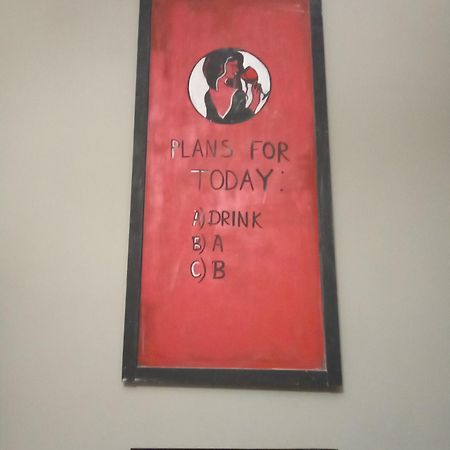 PLANS FOR
TODAY:
A) DRINK
B) A
C) B